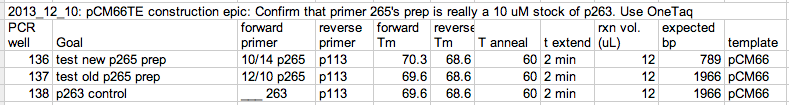 2013_12_10: pCM66TE construction epic: Confirm that primer 265's prep is really a 10 uM stock of p263. Use OneTaq
PCR well Goal forward primer reverse primer forward Tm reverse Tm T anneal t extend rxn vol. (uL) expected bp template
136 test new p265 prep 10/14 p265 p113 70.3 68.6 60 2 min 12 789 pCM66
137 test old p265 prep 12/10 p265 p113 69.6 68.6 60 2 min 12 1966 pCM66
138 p263 control ___ 263 p113 69.6 68.6 60 2 min 12 1966 pCM66